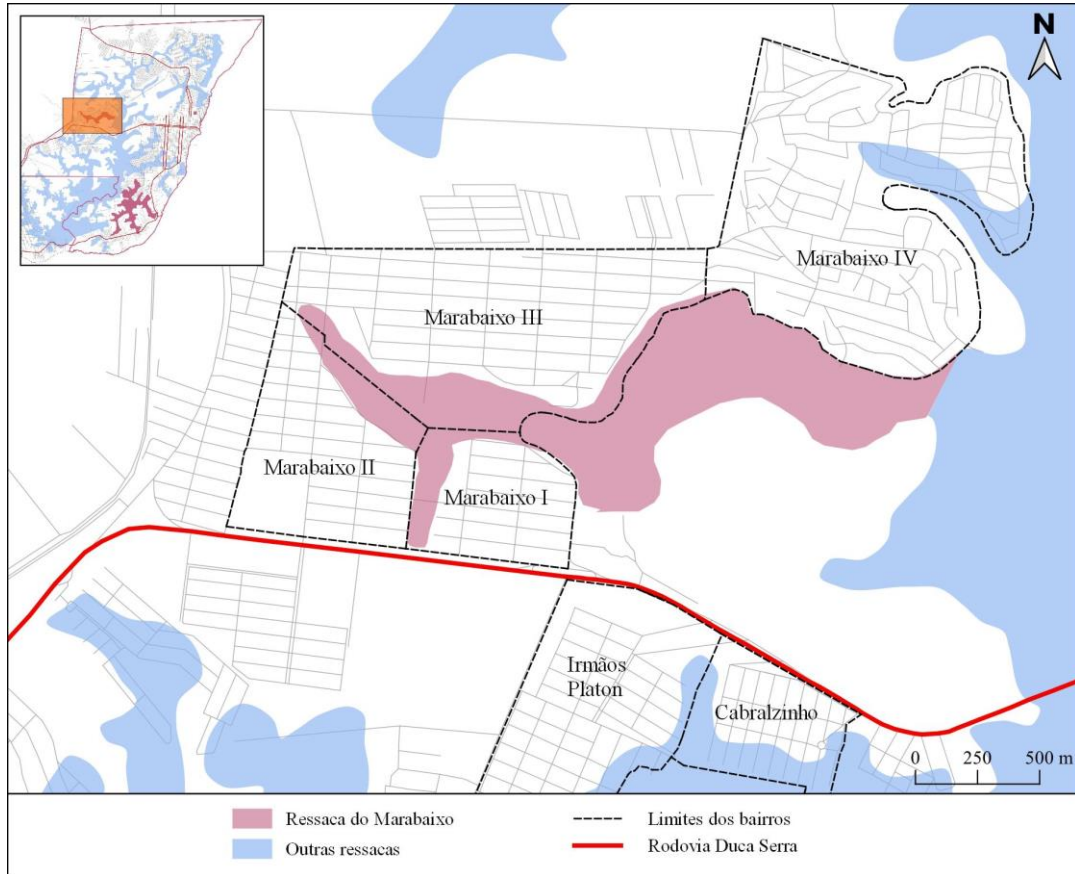 N
Marabaixo IV
Marabaixo III
Marabaixo II
Marabaixo I
Irmãos
Platon
Cabralzinho
0 250 500 m
Ressaca do Marabaixo
Limites dos bairros
Outras ressacas
Rodovia Duca Serra